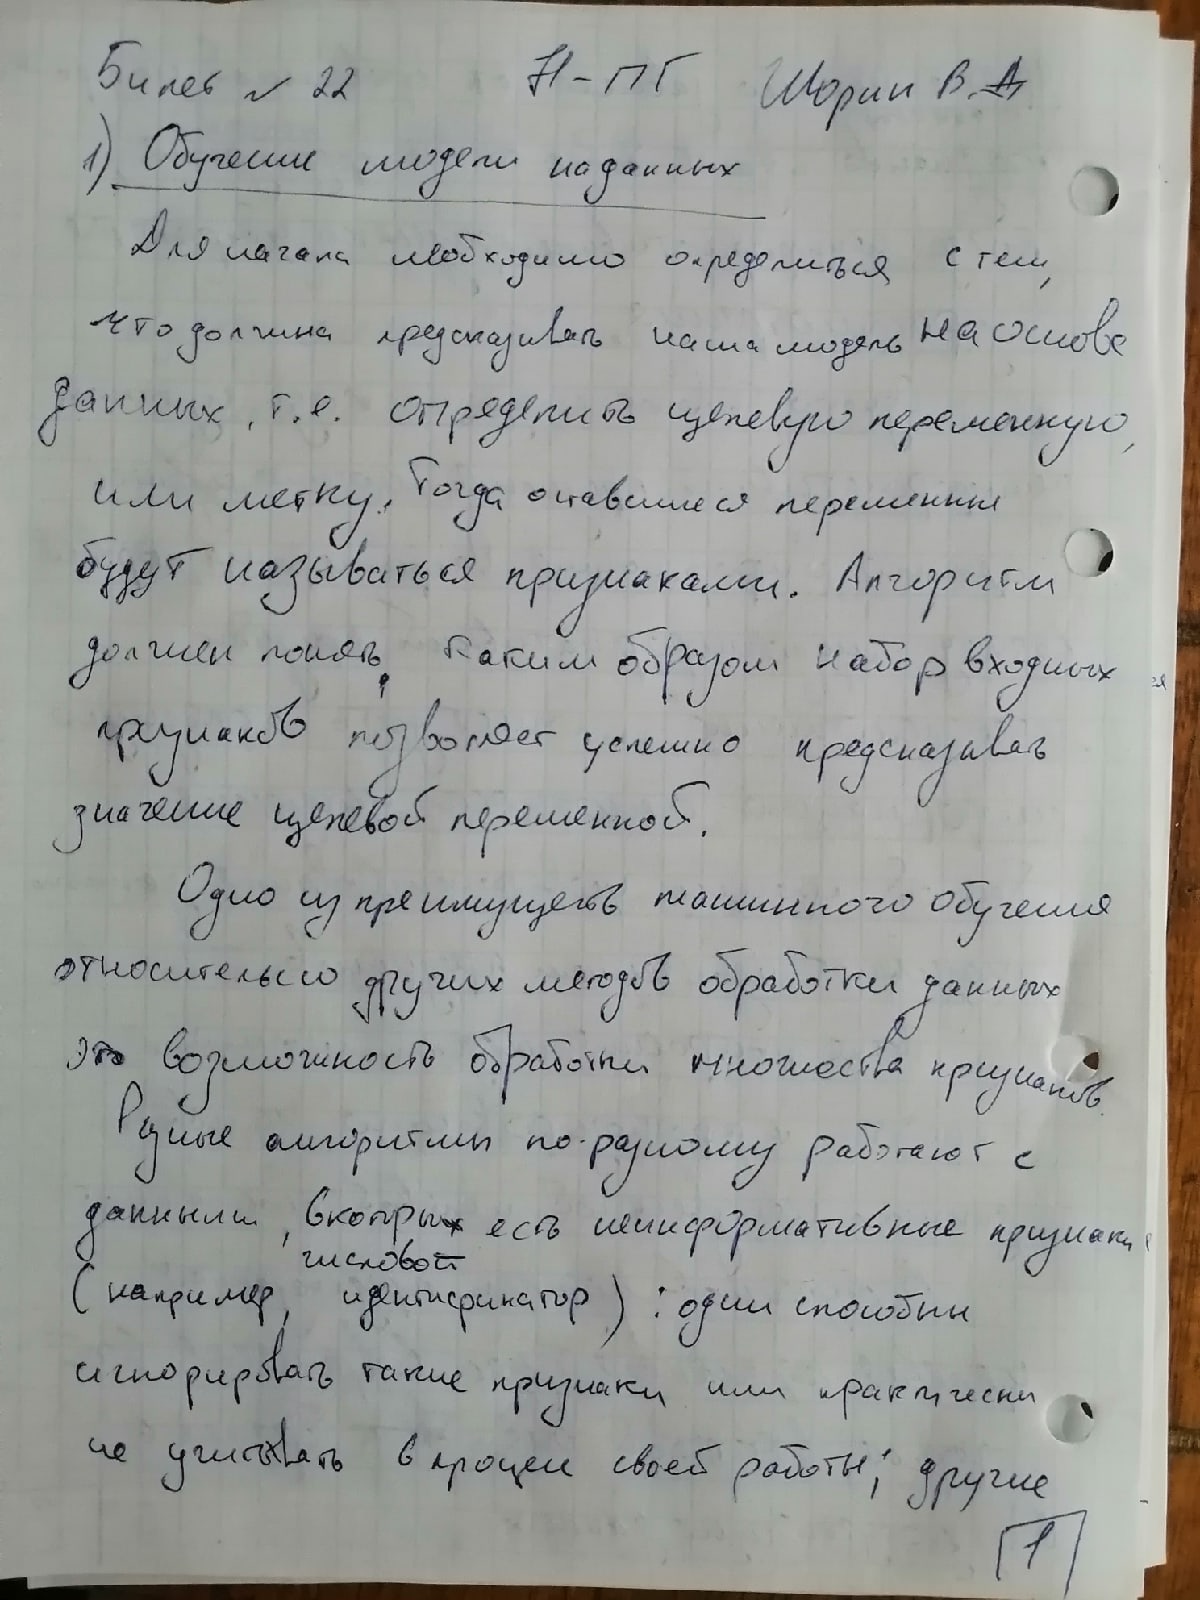 Билет № 22 71-ПГ Шорин В.А
1) Обучение модели на данных
Для начала необходимо определиться с тем,
что должна предсказывать наша модель на основе
данных, т.е. определить целевую переменную,
или метку. Тогда оставшиеся переменные
будут называться признаками. Алгоритм
должен понять, каким образом набор входных
признаков позволяет успешно предсказывать
значение целевой переменной.
Одно из преимуществ машинного обучения
относительно других методов обработки данных
это возможность обработки множества признаков.
Разные алгоритмы по-разному работают с
данными, в которых есть неинформативные признаки
числовой
(например, идентификатор): одни способны
игнорировать такие признаки или практически
не учитывать в процессе своей работы; другие
1